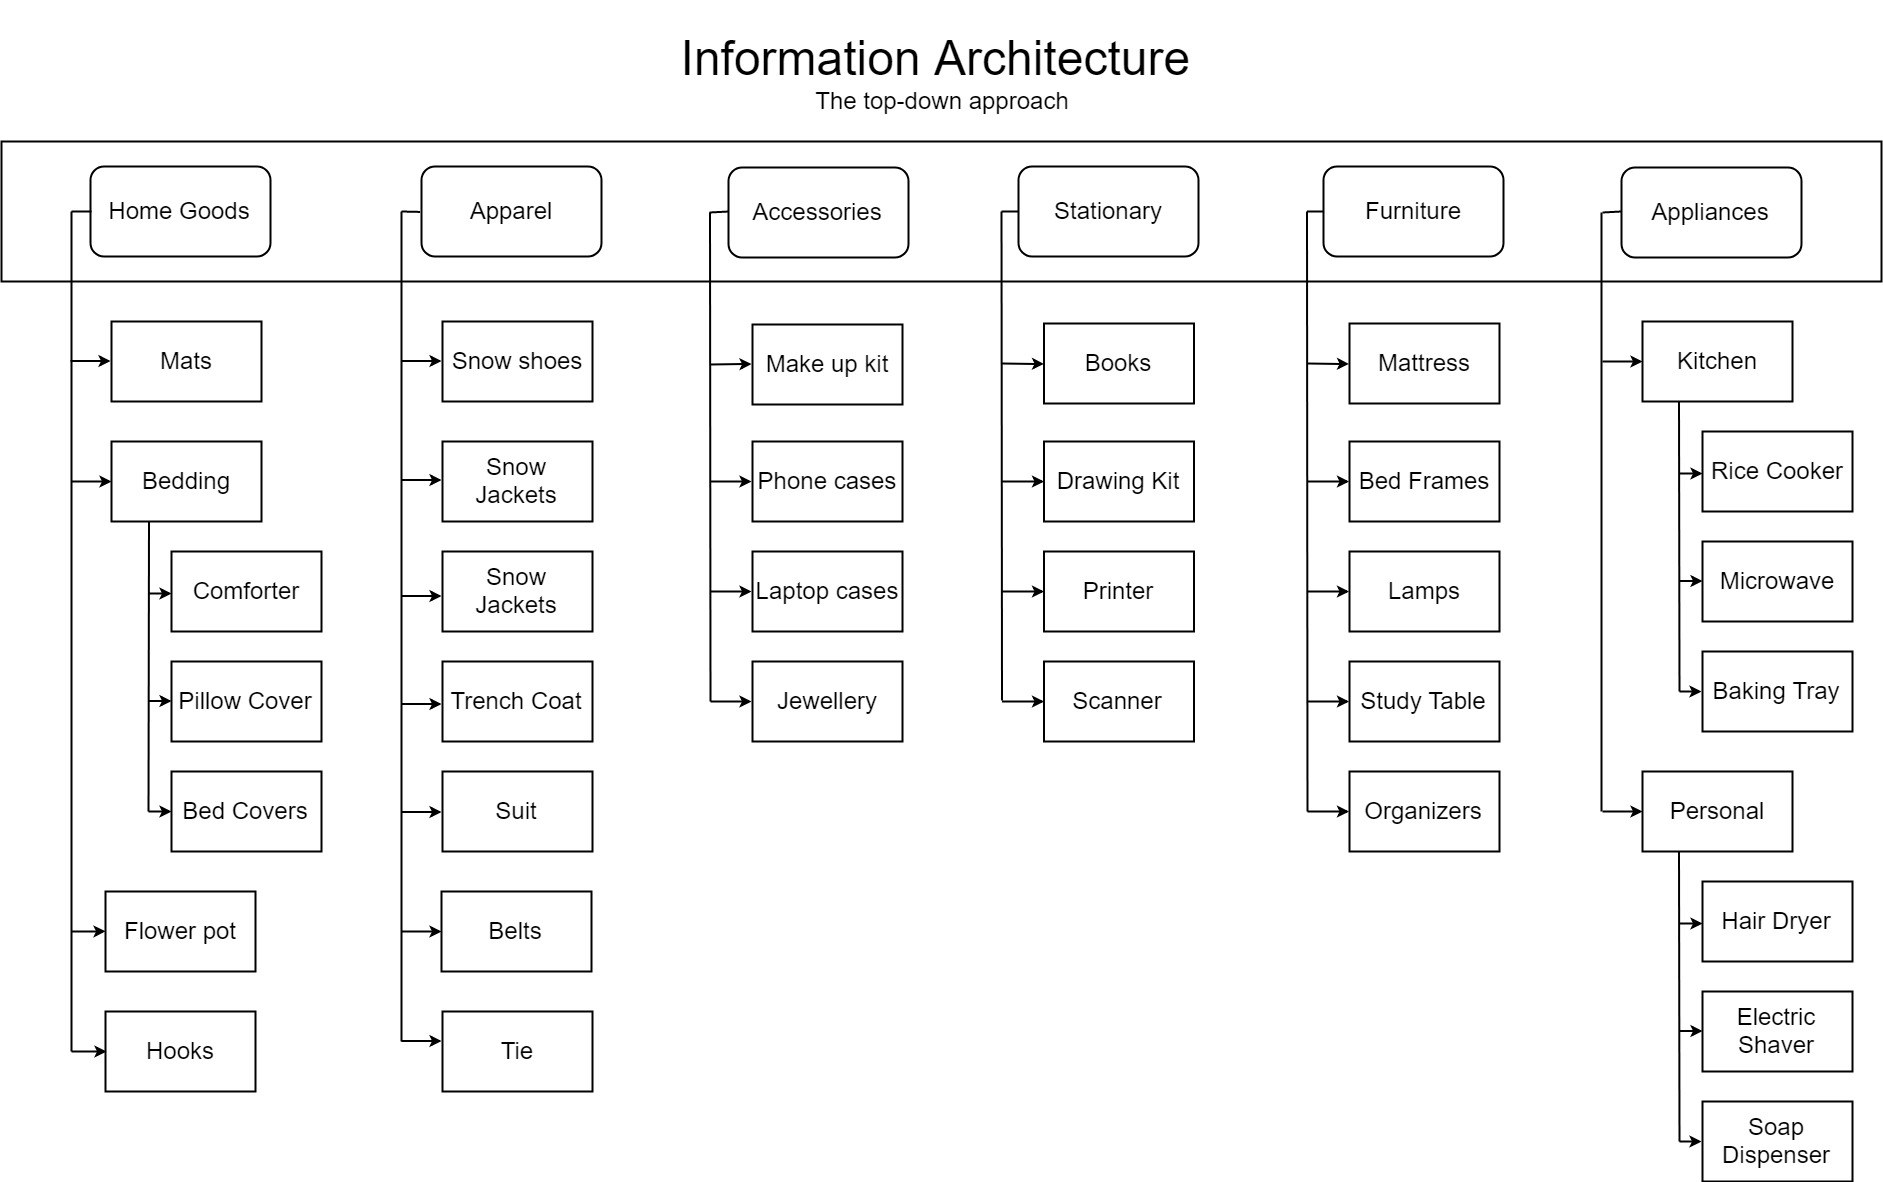 Information Architecture
The top-down approach
Home Goods
Mats
Bedding
Comforter
Pillow Cover
Bed Covers
Flower pot
Hooks
Apparel
Snow shoes
Snow
Jackets
Snow
Jackets
Trench Coat
Suit
Belts
Tie
Accessories
Make up kit
Phone cases
Laptop cases
Jewellery
Stationary
Books
Drawing Kit
Printer
Scanner
Furniture
Mattress
Bed Frames
Lamps
Study Table
Organizers
Appliances
Kitchen
Rice Cooker
Microwave
Baking Tray
Personal
Hair Dryer
Electric
Shaver
Soap
Dispenser